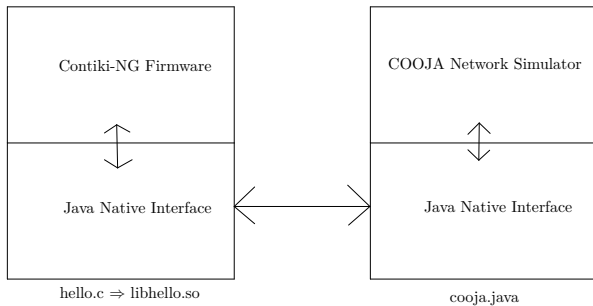 Contiki-NG Firmware
COOJA Network Simulator
Java Native Interface
Java Native Interface
hello.c ⇒ libhello.so
cooja.java